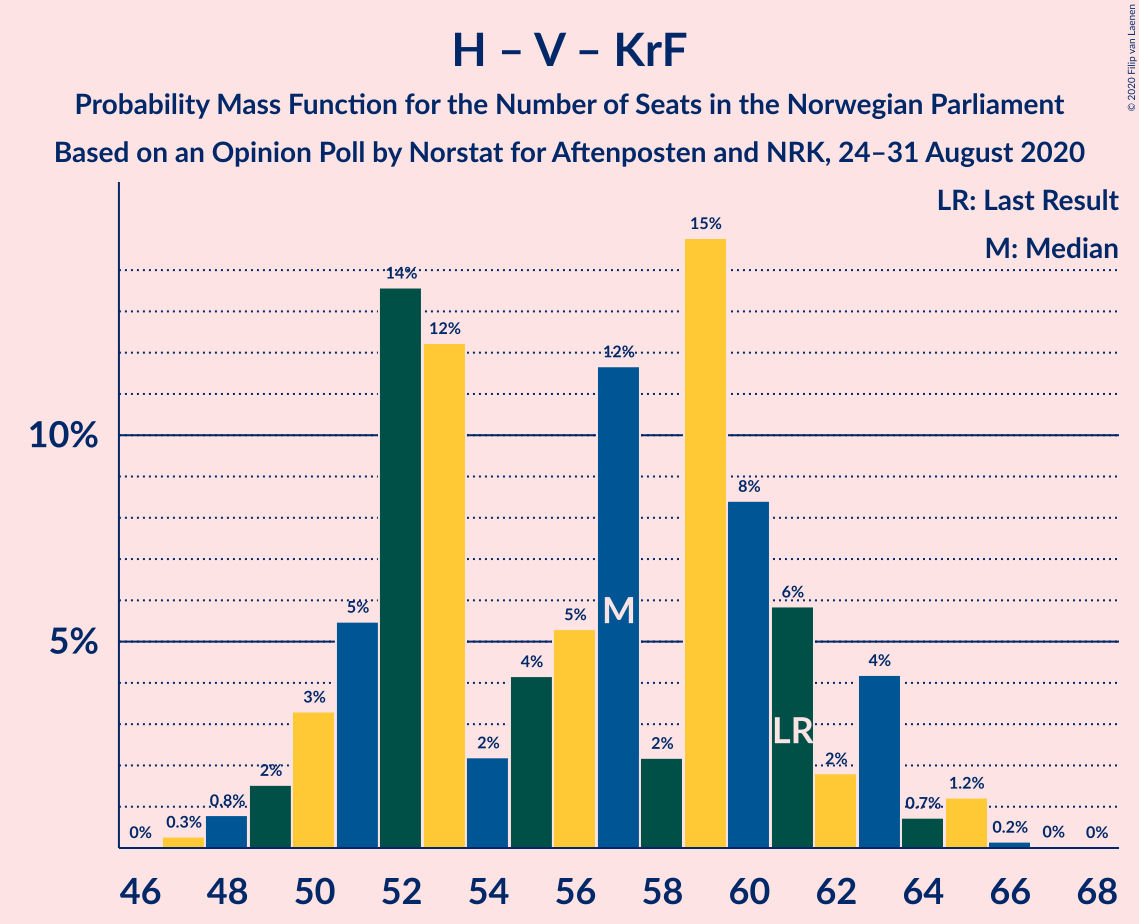 © 2020 Filip van Laenen
H – V – KrF
Probability Mass Function for the Number of Seats in the Norwegian Parliament
Based on an Opinion Poll by Norstat for Aftenposten and NRK, 24–31 August 2020
LR: Last Result
M: Median
10%
5%
0%
0.3%
0.8%
2%
3%
5%
14%
12%
2%
4%
5%
12%
2%
15%
8%
6%
2%
4%
0.7%
1.2%
0.2%
0%
0%
M
LR
46 48 50 52 54 56 58 60 62 64 66 68